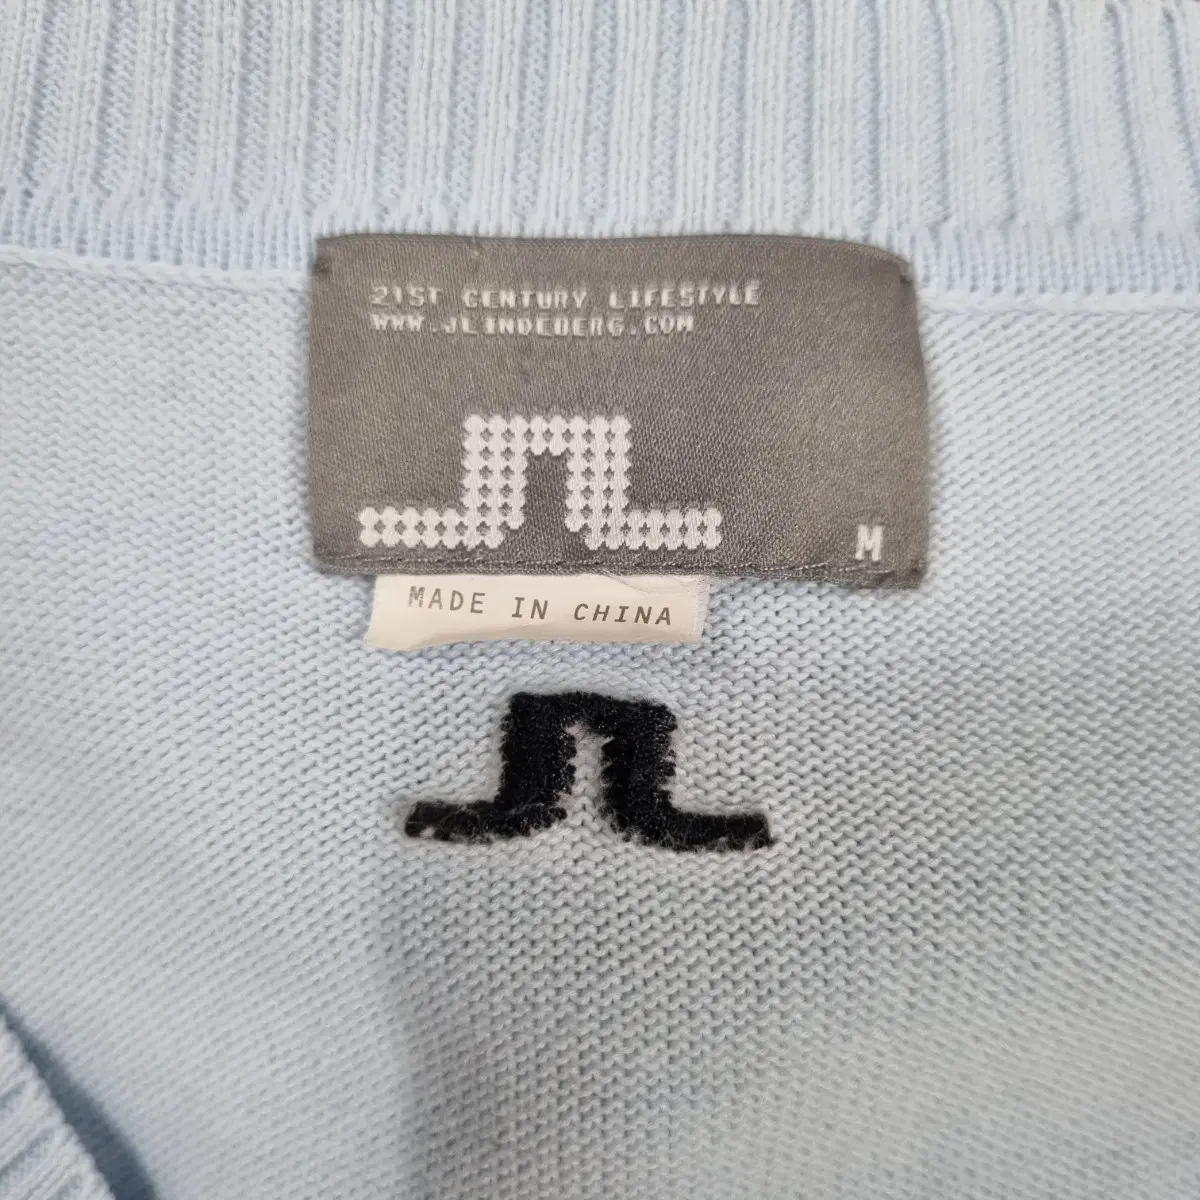 21ST CENTURY LIFESTYLE
WWW.JLINDEBERG.COM
M
MADE IN CHINA